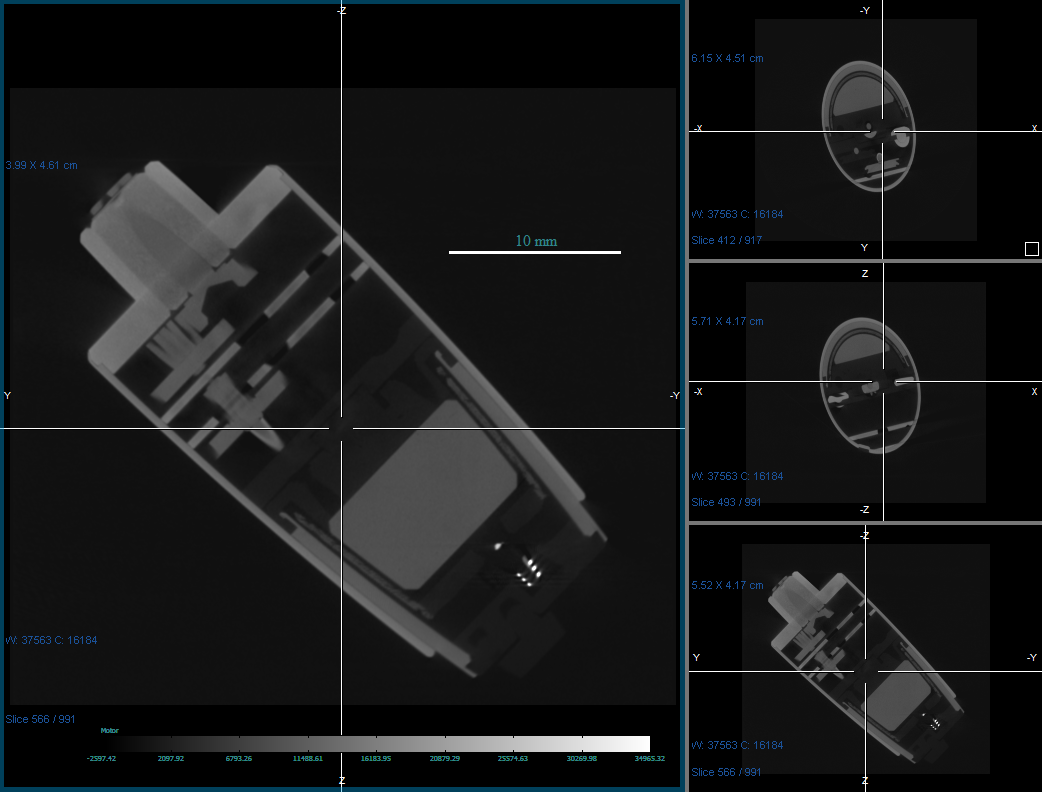 -Z
3.99 X 4.61 cm
10 mm
Y
-Y
W: 37563 C: 16184
Slice 566 / 991
Motor
-2597.42 2097.92 6793.26 11488.61 16183.95 20879.29 25574.63 30269.98 34965.32
Z
-Y
6.15 X 4.51 cm
-X
X
W: 37563 C: 16184
Slice 412 / 917
Y
Z
5.71 X 4.17 cm
-X
X
W: 37563 C: 16184
Slice 493 / 991
-Z
-Z
5.52 X 4.17 cm
Y
-Y
W: 37563 C: 16184
Slice 566 / 991
Z